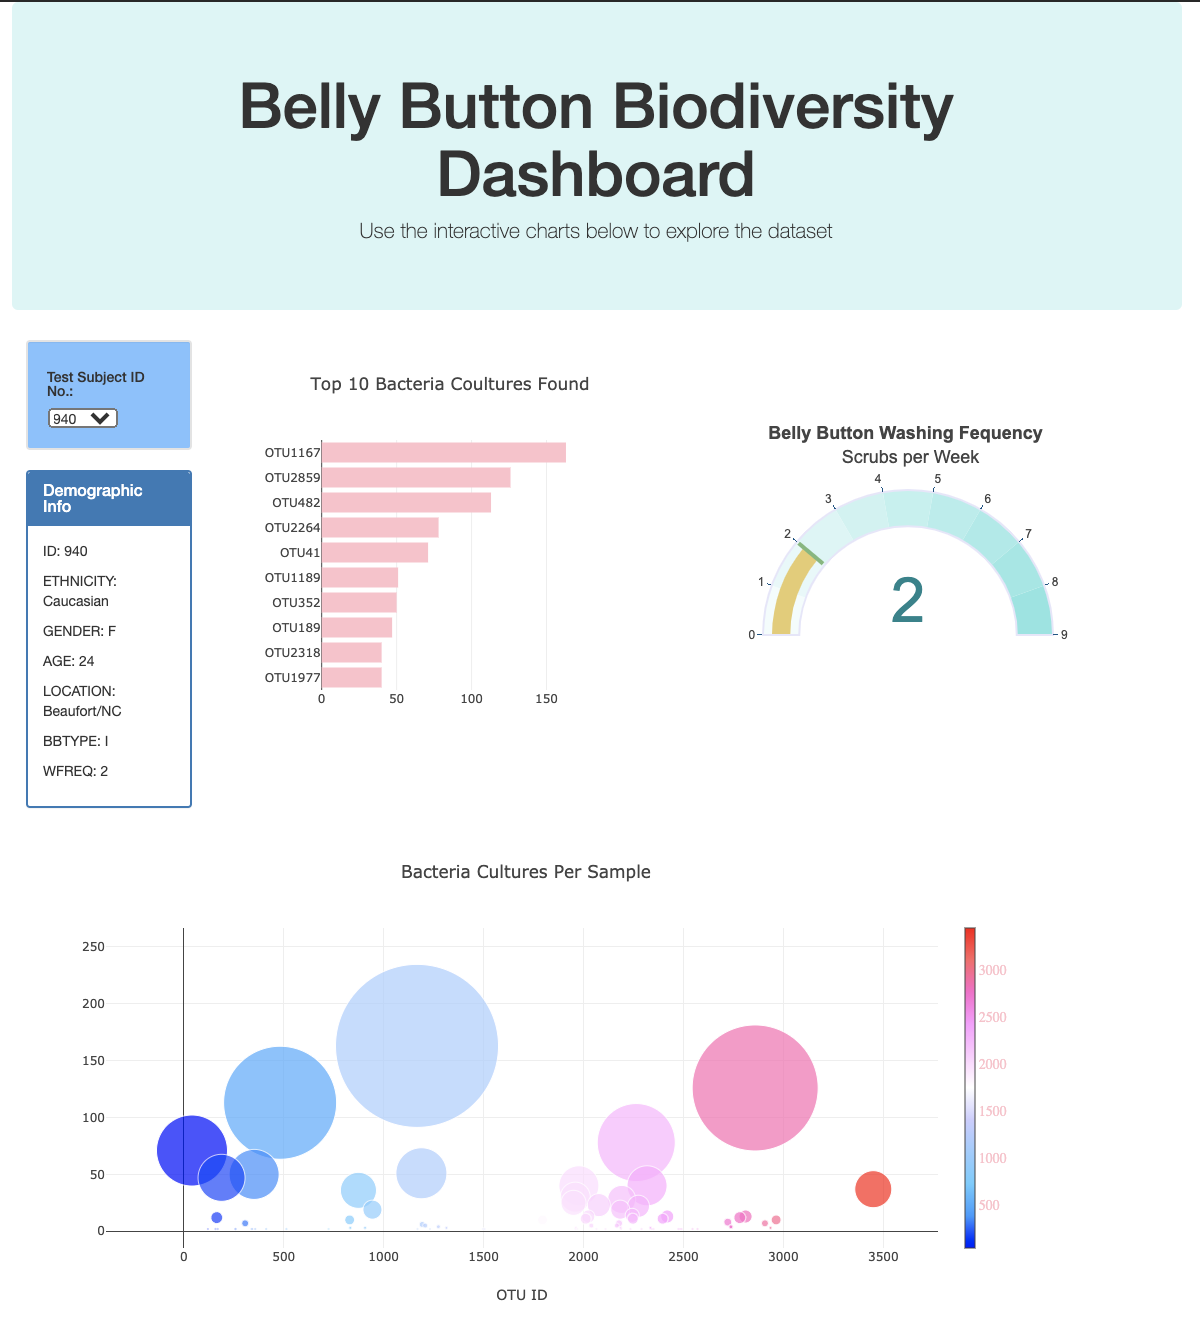 Belly Button Biodiversity
Dashboard
Use the interactive charts below to explore the dataset
Test Subject ID
No.:
940
Demographic
Info
ID: 940
ETHNICITY:
Caucasian
GENDER: F
AGE: 24
LOCATION:
Beaufort/NC
BBTYPE: I
WFREQ: 2
Top 10 Bacteria Coultures Found
OTU1167
OTU2859
OTU482
OTU2264
OTU41
OTU1189
OTU352
OTU189
OTU2318
OTU1977
0 50 100 150
Belly Button Washing Fequency
Scrubs per Week
0
1
2
3
4
5
6
7
8
9
2
Bacteria Cultures Per Sample
250
200
150
100
50
0
0 500 1000 1500 2000 2500 3000 3500
OTU ID
3000
2500
2000
1500
1000
500